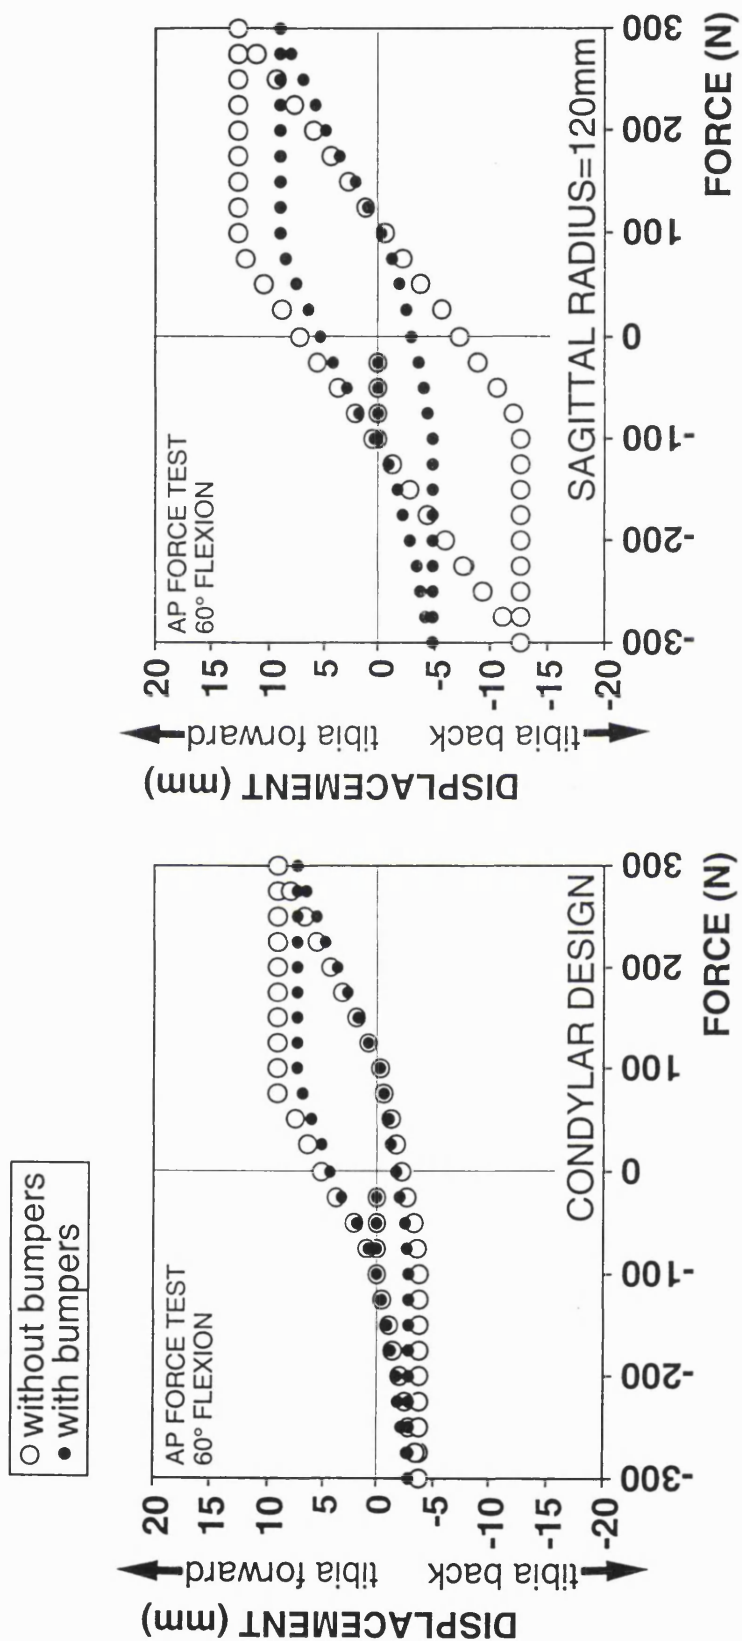 ○ without bumpers
● with bumpers
AP FORCE TEST
60° FLEXION
CONDYLAR DESIGN
20
15
10
5
0
-5
-10
-15
-20
-300
-200
-100
0
100
200
300
FORCE (N)
DISPLACEMENT (mm)
tibia back
tibia forward
AP FORCE TEST
60° FLEXION
SAGITTAL RADIUS=120mm
20
15
10
5
0
-5
-10
-15
-20
-300
-200
-100
0
100
200
300
FORCE (N)
DISPLACEMENT (mm)
tibia back
tibia forward